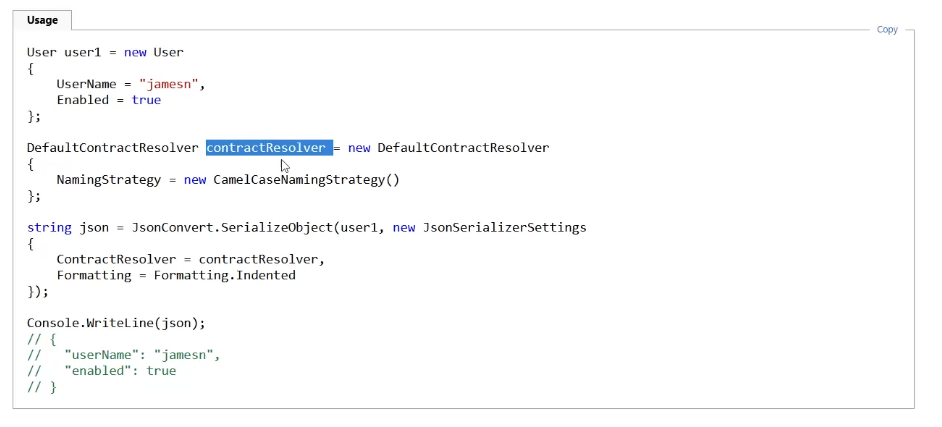 Usage
Copy
User user1 = new User
{
    UserName = "jamesn",
    Enabled = true
};
DefaultContractResolver contractResolver = new DefaultContractResolver
{
    NamingStrategy = new CamelCaseNamingStrategy()
};
string json = JsonConvert.SerializeObject(user1, new JsonSerializerSettings
{
    ContractResolver = contractResolver,
    Formatting = Formatting.Indented
});
Console.WriteLine(json);
// {
//   "userName": "jamesn",
//   "enabled": true
// }